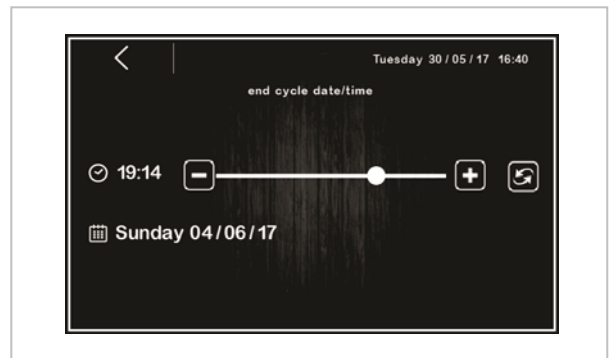 Tuesday 30 / 05 / 17 16:40
end cycle date/time
19:14
Sunday 04 / 06 / 17